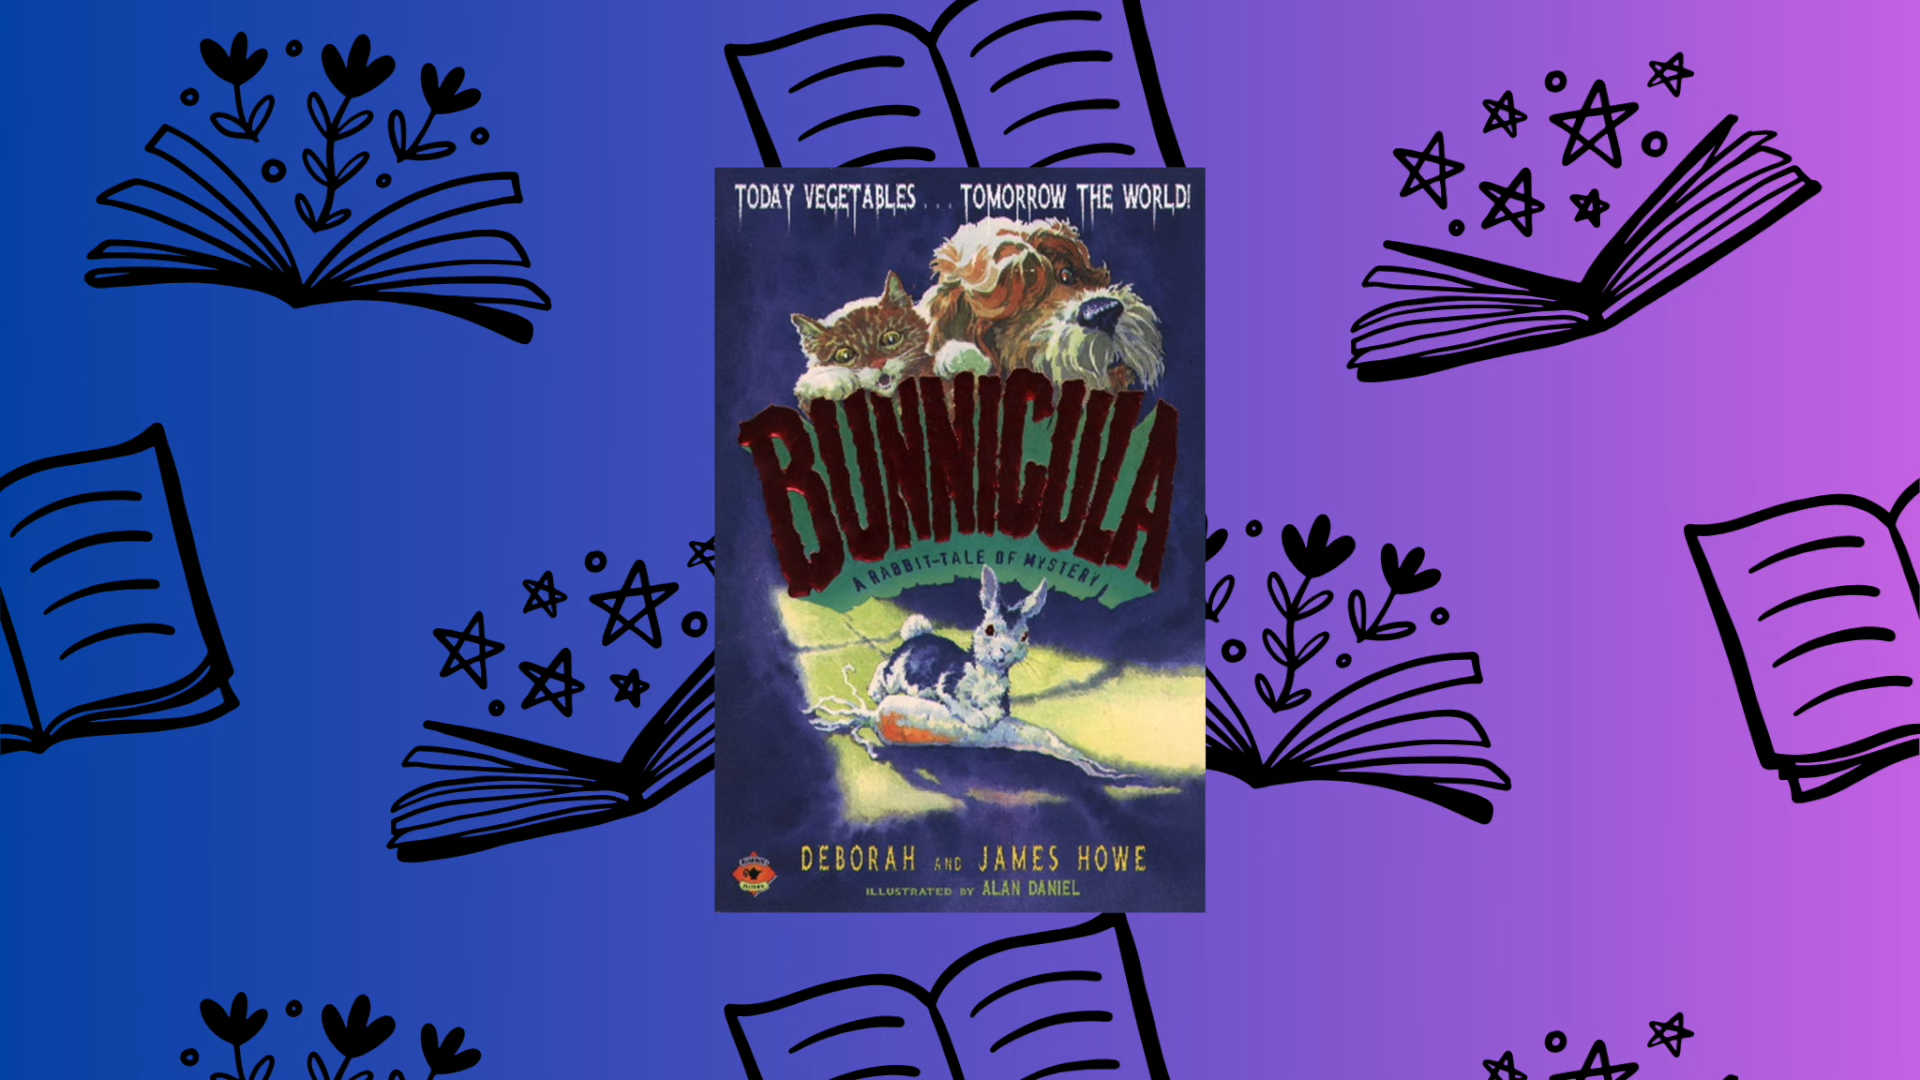 TODAY VEGETABLES . . . TOMORROW THE WORLD!
BUNNICULA
A RABBIT-TALE OF MYSTERY
DEBORAH AND JAMES HOWE
ILLUSTRATED BY ALAN DANIEL